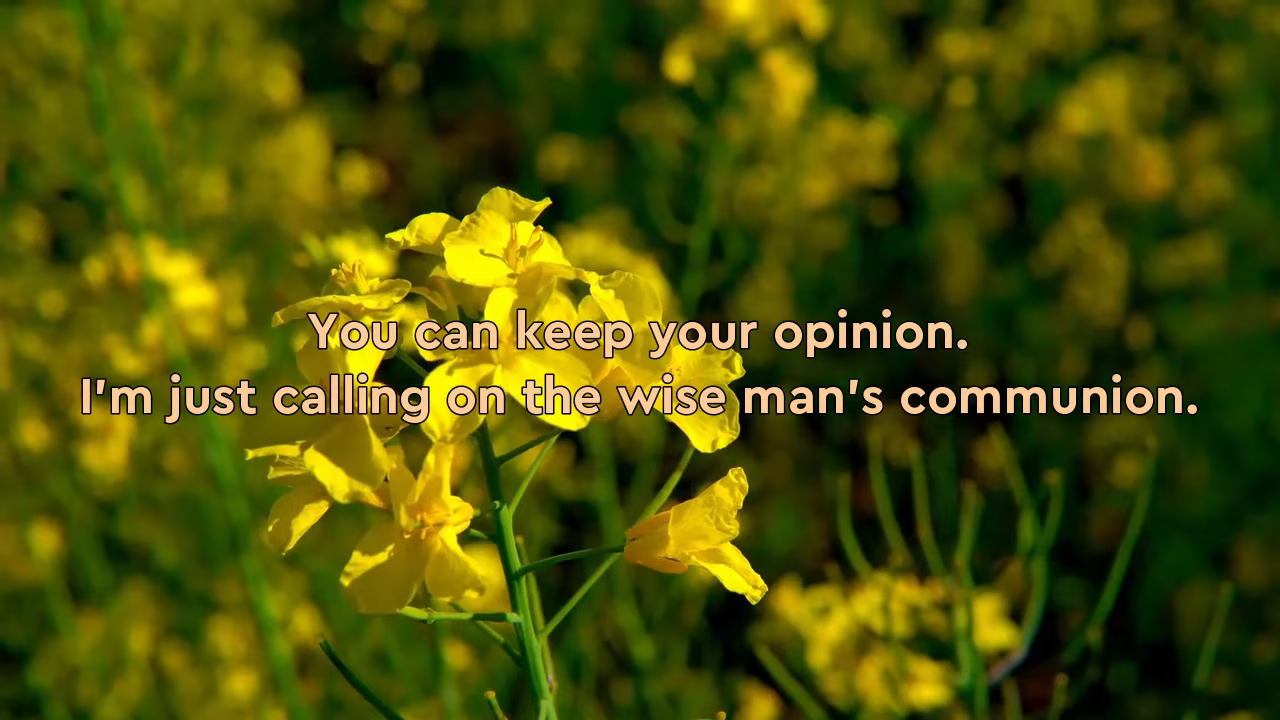 You can keep your opinion.
I'm just calling on the wise man's communion.